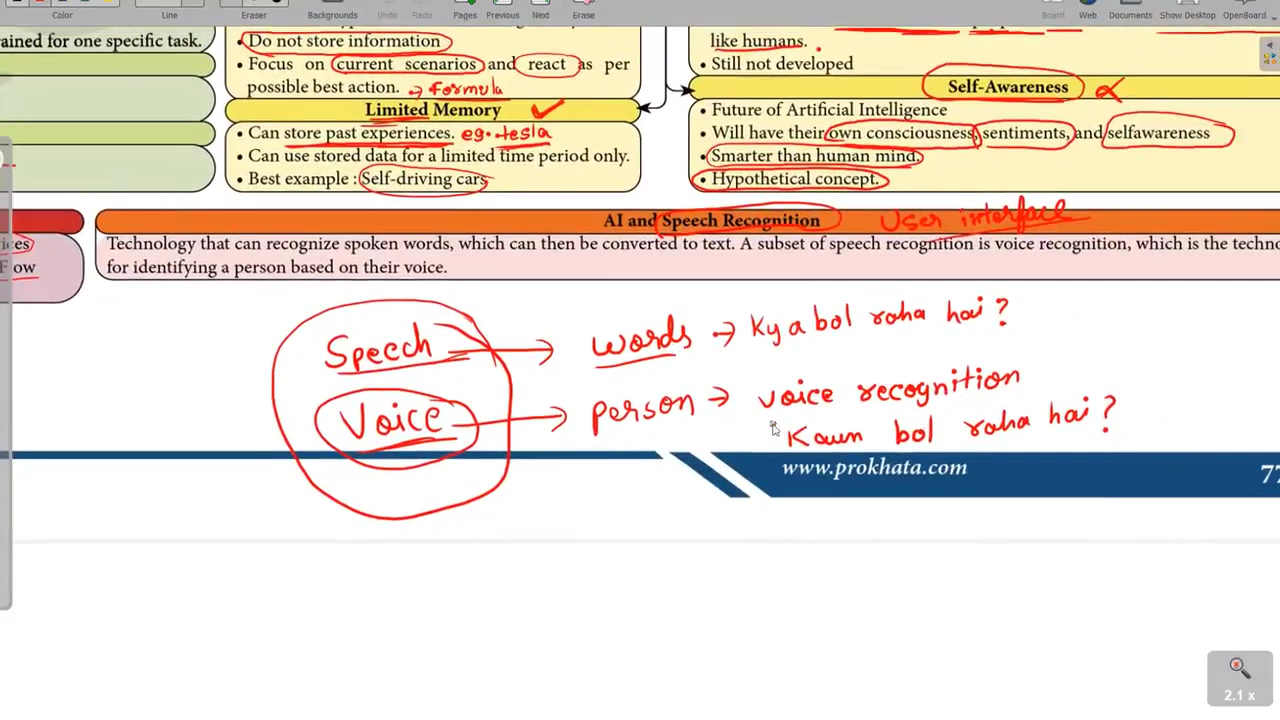 Color
Line
Eraser
Backgrounds
Undo
Redo
Pages
Previous
Next
Erase
Board
Web
Documents
Show Desktop
OpenBoard
ained for one specific task.
• Do not store information
• Focus on current scenarios and react as per
possible best action. → Formula
Limited Memory ✓
• Can store past experiences. eg. tesla
• Can use stored data for a limited time period only.
• Best example : Self-driving cars
like humans.
• Still not developed
Self-Awareness
• Future of Artificial Intelligence
• Will have their own consciousness, sentiments, and selfawareness
• Smarter than human mind.
• Hypothetical concept.
ices
Flow
AI and Speech Recognition User interface
Technology that can recognize spoken words, which can then be converted to text. A subset of speech recognition is voice recognition, which is the techno
for identifying a person based on their voice.
Speech → words → Kya bol raha hai?
Voice → person → voice recognition
Kaun bol raha hai?
www.prokhata.com
77
2.1 x